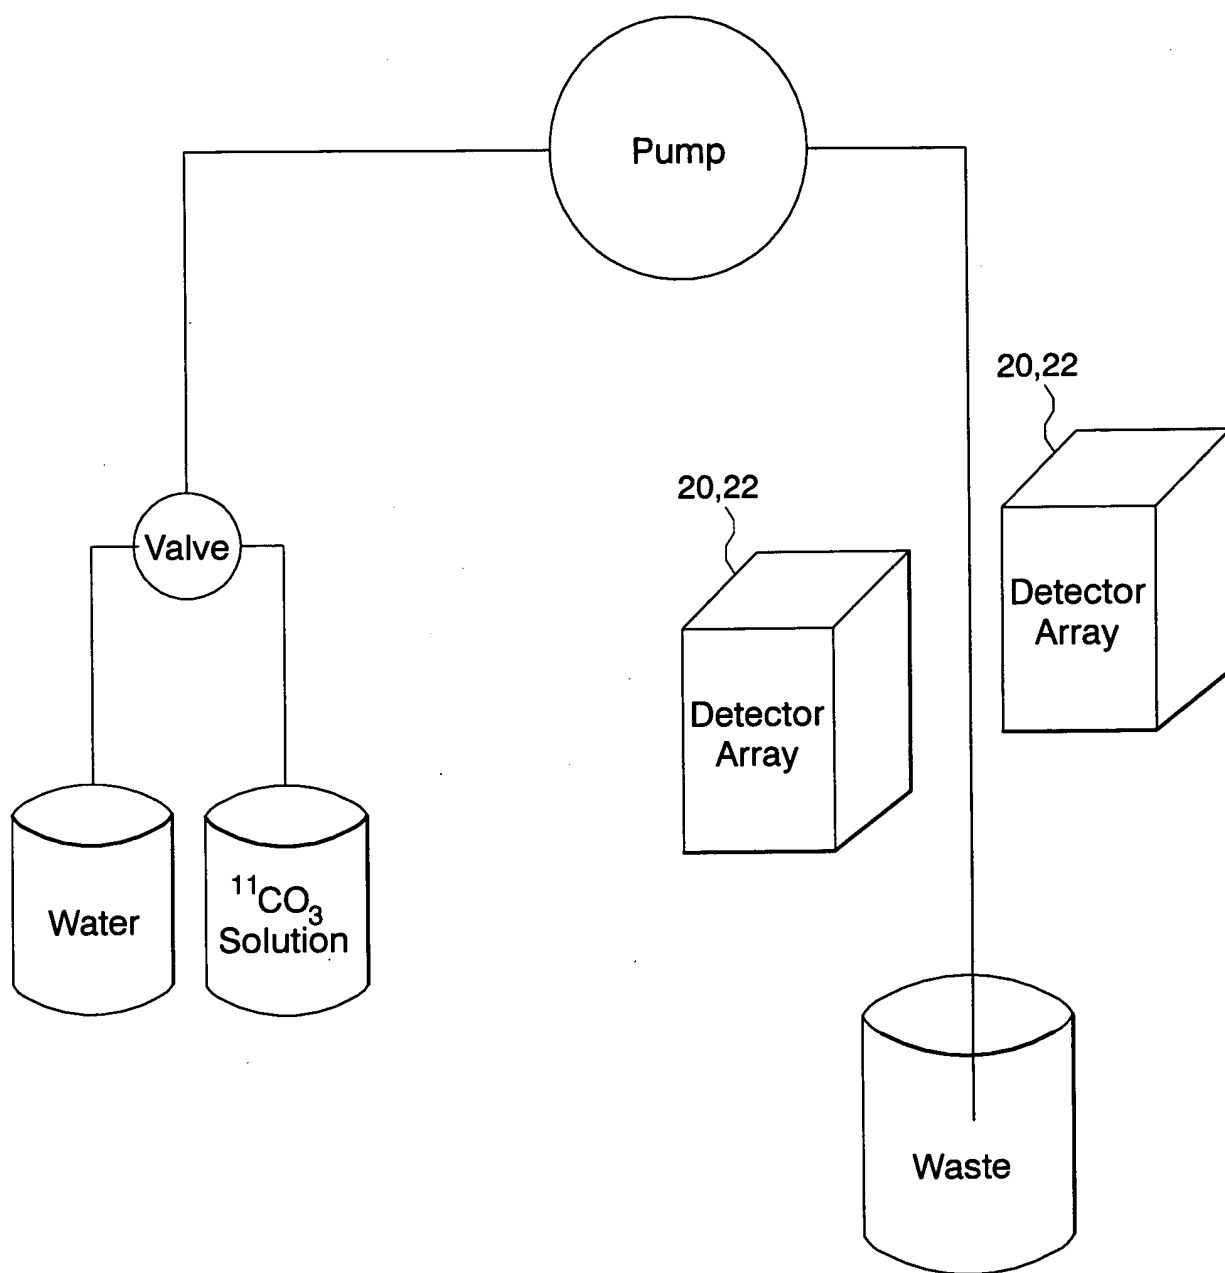 Pump
20,22
20,22
Valve
Detector
Array
Detector
Array
Water
¹¹CO₃
Solution
Waste